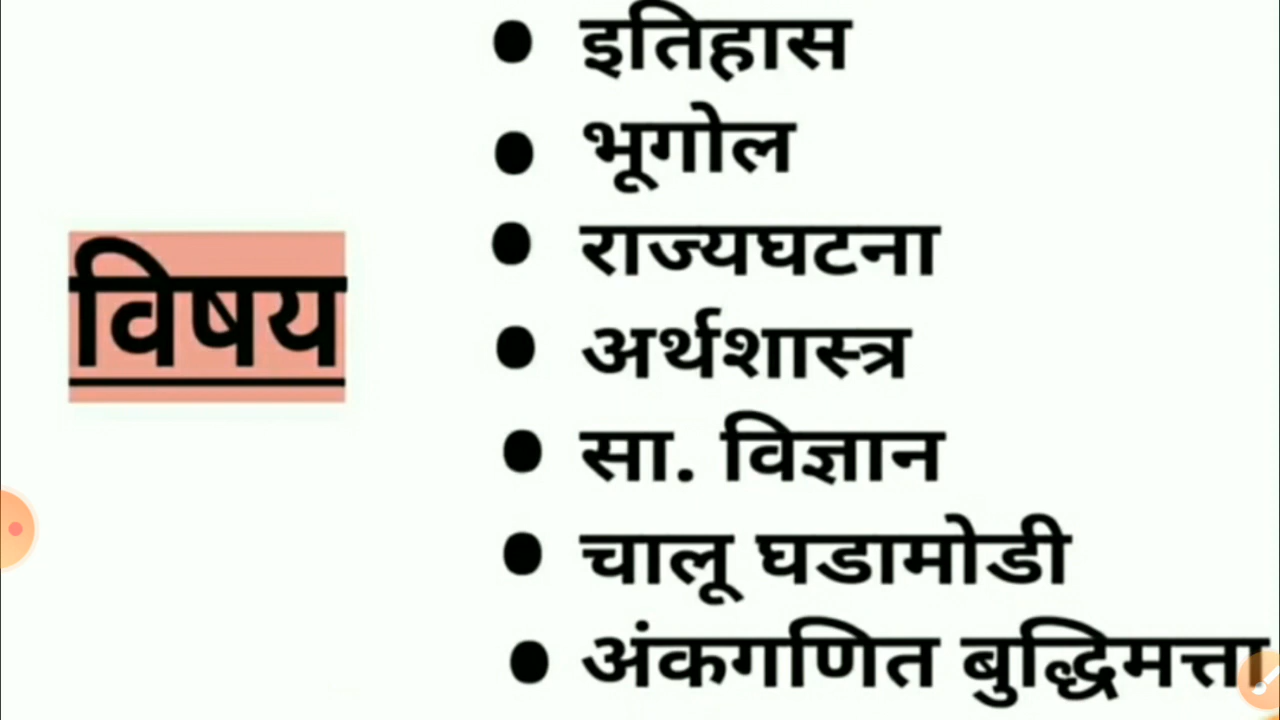 विषय
• इतिहास
• भूगोल
• राज्यघटना
• अर्थशास्त्र
• सा. विज्ञान
• चालू घडामोडी
• अंकगणित बुद्धिमत्ता